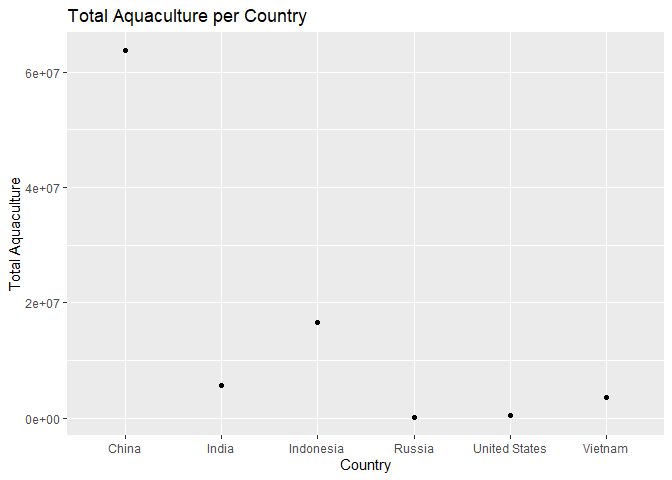 Total Aquaculture per Country
Total Aquaculture
6e+07
4e+07
2e+07
0e+00
China India Indonesia Russia United States Vietnam
Country